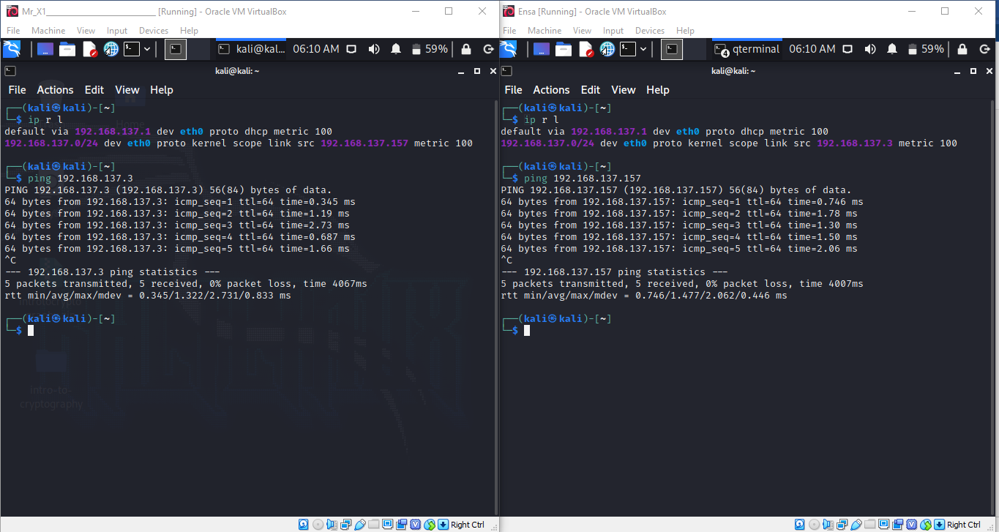 Mr_X1________________________ [Running] - Oracle VM VirtualBox
File Machine View Input Devices Help
kali@kal... 06:10 AM 59%
kali@kali: ~
File Actions Edit View Help
┌──(kali㉿kali)-[~]
└─$ ip r l
default via 192.168.137.1 dev eth0 proto dhcp metric 100
192.168.137.0/24 dev eth0 proto kernel scope link src 192.168.137.157 metric 100
┌──(kali㉿kali)-[~]
└─$ ping 192.168.137.3
PING 192.168.137.3 (192.168.137.3) 56(84) bytes of data.
64 bytes from 192.168.137.3: icmp_seq=1 ttl=64 time=0.345 ms
64 bytes from 192.168.137.3: icmp_seq=2 ttl=64 time=1.19 ms
64 bytes from 192.168.137.3: icmp_seq=3 ttl=64 time=2.73 ms
64 bytes from 192.168.137.3: icmp_seq=4 ttl=64 time=0.687 ms
64 bytes from 192.168.137.3: icmp_seq=5 ttl=64 time=1.66 ms
^C
--- 192.168.137.3 ping statistics ---
5 packets transmitted, 5 received, 0% packet loss, time 4067ms
rtt min/avg/max/mdev = 0.345/1.322/2.731/0.833 ms
┌──(kali㉿kali)-[~]
└─$
intro-to-
cryptography
Right Ctrl
Ensa [Running] - Oracle VM VirtualBox
File Machine View Input Devices Help
4 qterminal 06:10 AM 59%
kali@kali: ~
File Actions Edit View Help
┌──(kali㉿kali)-[~]
└─$ ip r l
default via 192.168.137.1 dev eth0 proto dhcp metric 100
192.168.137.0/24 dev eth0 proto kernel scope link src 192.168.137.3 metric 100
┌──(kali㉿kali)-[~]
└─$ ping 192.168.137.157
PING 192.168.137.157 (192.168.137.157) 56(84) bytes of data.
64 bytes from 192.168.137.157: icmp_seq=1 ttl=64 time=0.746 ms
64 bytes from 192.168.137.157: icmp_seq=2 ttl=64 time=1.78 ms
64 bytes from 192.168.137.157: icmp_seq=3 ttl=64 time=1.30 ms
64 bytes from 192.168.137.157: icmp_seq=4 ttl=64 time=1.50 ms
64 bytes from 192.168.137.157: icmp_seq=5 ttl=64 time=2.06 ms
^C
--- 192.168.137.157 ping statistics ---
5 packets transmitted, 5 received, 0% packet loss, time 4007ms
rtt min/avg/max/mdev = 0.746/1.477/2.062/0.446 ms
┌──(kali㉿kali)-[~]
└─$
Right Ctrl